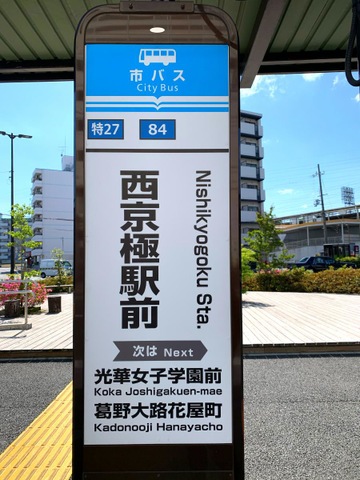 市バス
City Bus
特27 84
西京極駅前
Nishikyogoku Sta.
次は Next
光華女子学園前
Koka Joshigakuen-mae
葛野大路花屋町
Kadonooji Hanayacho